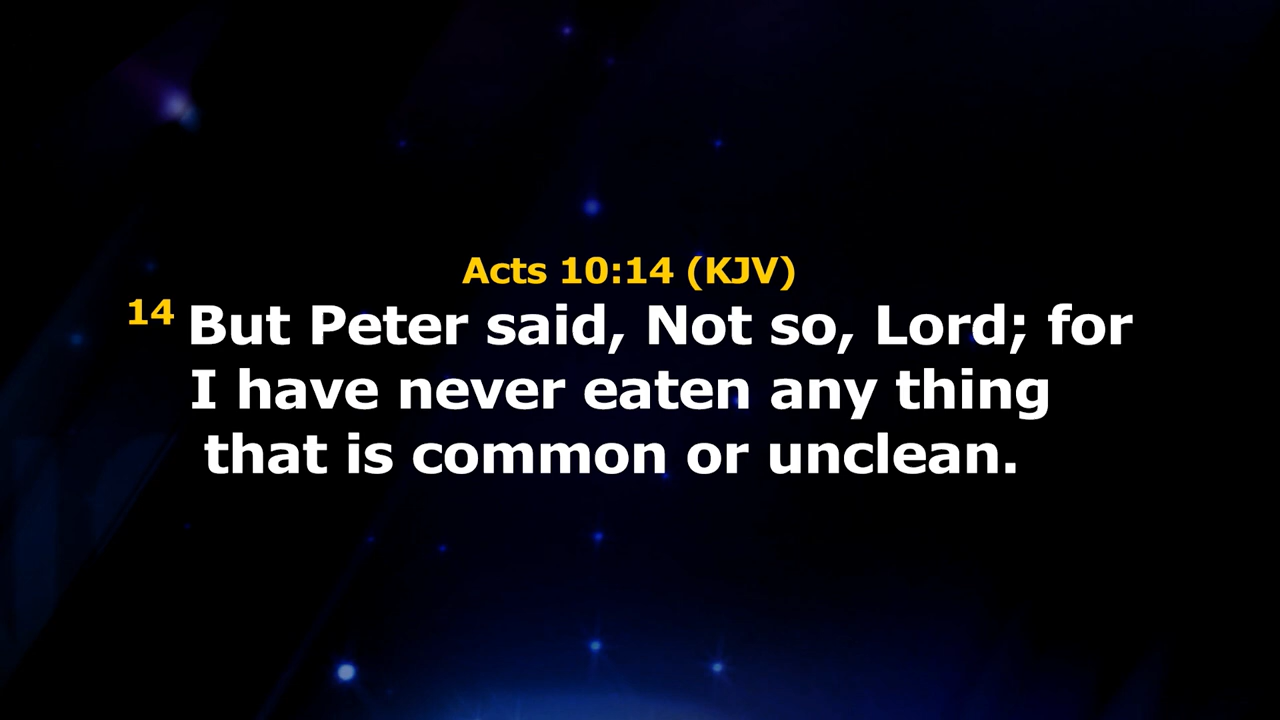 Acts 10:14 (KJV)
14 But Peter said, Not so, Lord; for
I have never eaten any thing
that is common or unclean.